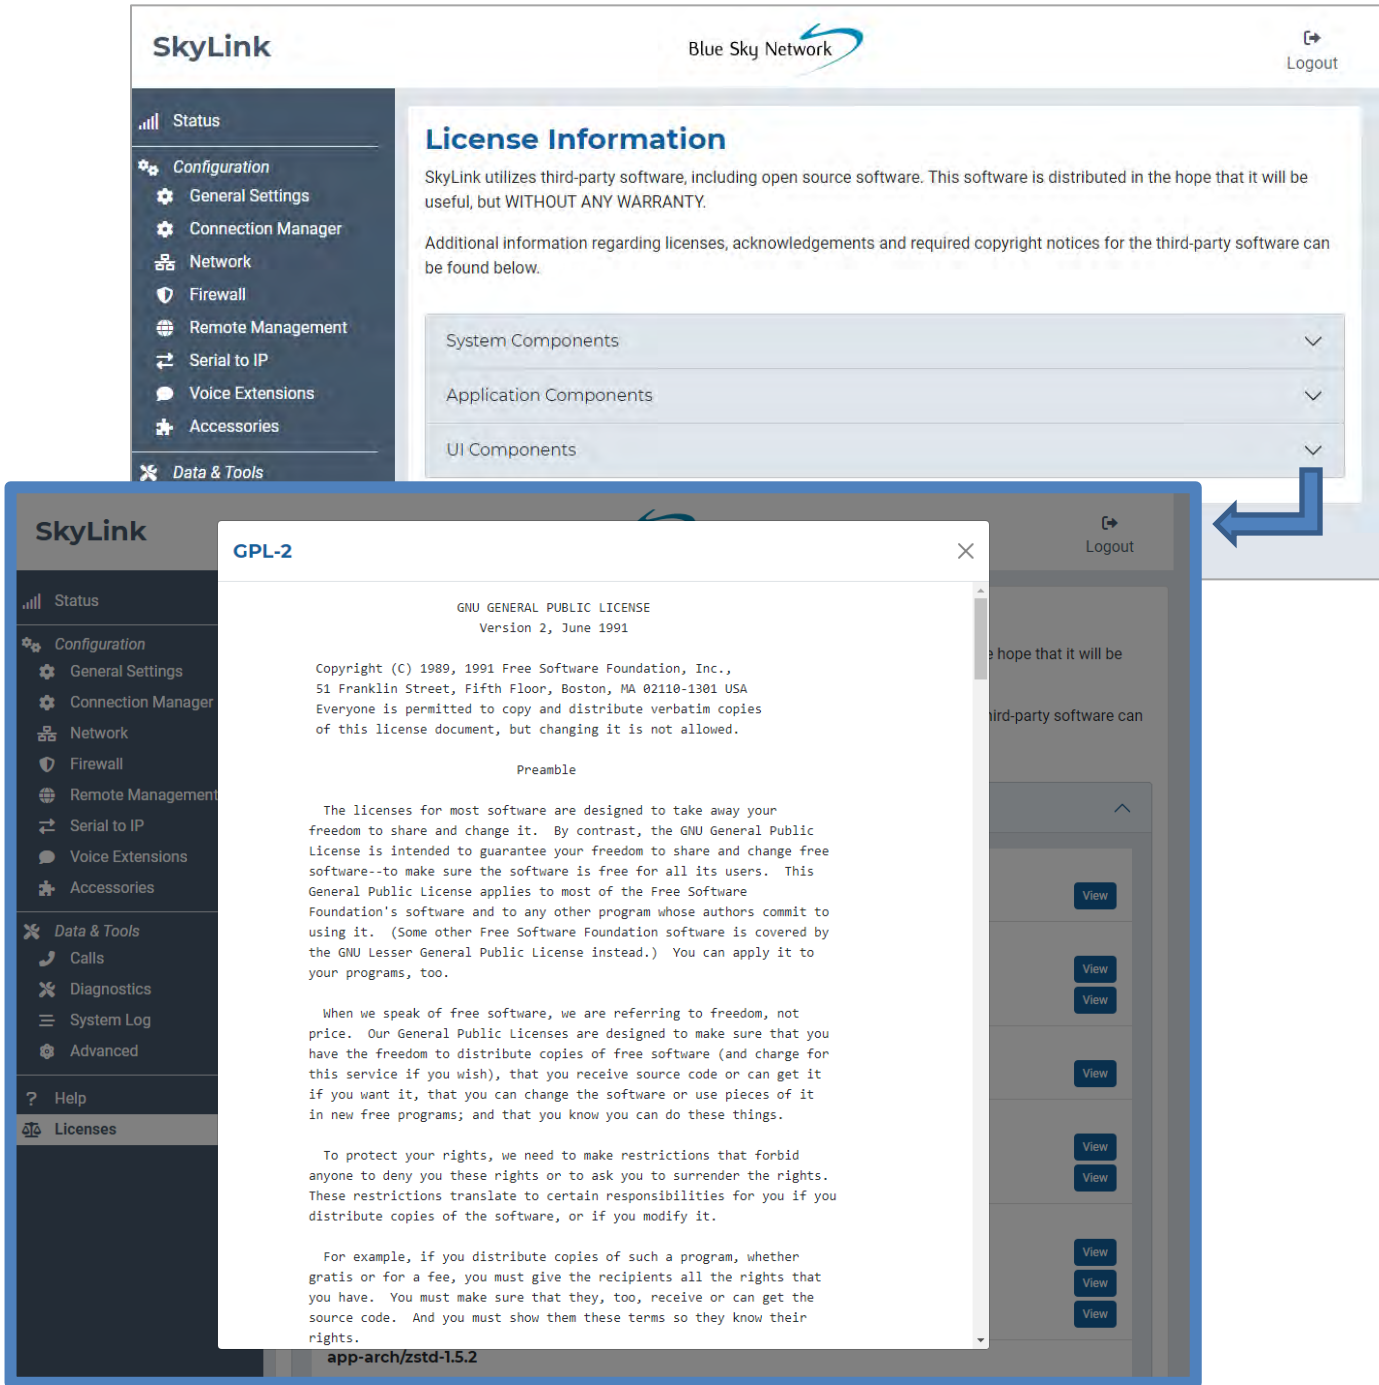 SkyLink
Blue Sky Network
Logout
Status
Configuration
General Settings
Connection Manager
Network
Firewall
Remote Management
Serial to IP
Voice Extensions
Accessories
Data & Tools
License Information
SkyLink utilizes third-party software, including open source software. This software is distributed in the hope that it will be
useful, but WITHOUT ANY WARRANTY.
Additional information regarding licenses, acknowledgements and required copyright notices for the third-party software can
be found below.
System Components
Application Components
UI Components
SkyLink
Logout
Status
Configuration
General Settings
Connection Manager
Network
Firewall
Remote Management
Serial to IP
Voice Extensions
Accessories
Data & Tools
Calls
Diagnostics
System Log
Advanced
? Help
Licenses
GPL-2
GNU GENERAL PUBLIC LICENSE
Version 2, June 1991
Copyright (C) 1989, 1991 Free Software Foundation, Inc.,
51 Franklin Street, Fifth Floor, Boston, MA 02110-1301 USA
Everyone is permitted to copy and distribute verbatim copies
of this license document, but changing it is not allowed.
Preamble
The licenses for most software are designed to take away your
freedom to share and change it.  By contrast, the GNU General Public
License is intended to guarantee your freedom to share and change free
software--to make sure the software is free for all its users.  This
General Public License applies to most of the Free Software
Foundation's software and to any other program whose authors commit to
using it.  (Some other Free Software Foundation software is covered by
the GNU Lesser General Public License instead.)  You can apply it to
your programs, too.
When we speak of free software, we are referring to freedom, not
price.  Our General Public Licenses are designed to make sure that you
have the freedom to distribute copies of free software (and charge for
this service if you wish), that you receive source code or can get it
if you want it, that you can change the software or use pieces of it
in new free programs; and that you know you can do these things.
To protect your rights, we need to make restrictions that forbid
anyone to deny you these rights or to ask you to surrender the rights.
These restrictions translate to certain responsibilities for you if you
distribute copies of the software, or if you modify it.
For example, if you distribute copies of such a program, whether
gratis or for a fee, you must give the recipients all the rights that
you have.  You must make sure that they, too, receive or can get the
source code.  And you must show them these terms so they know their
rights.
hope that it will be
third-party software can
View
View
View
View
View
View
View
View
View
app-arch/zstd-1.5.2